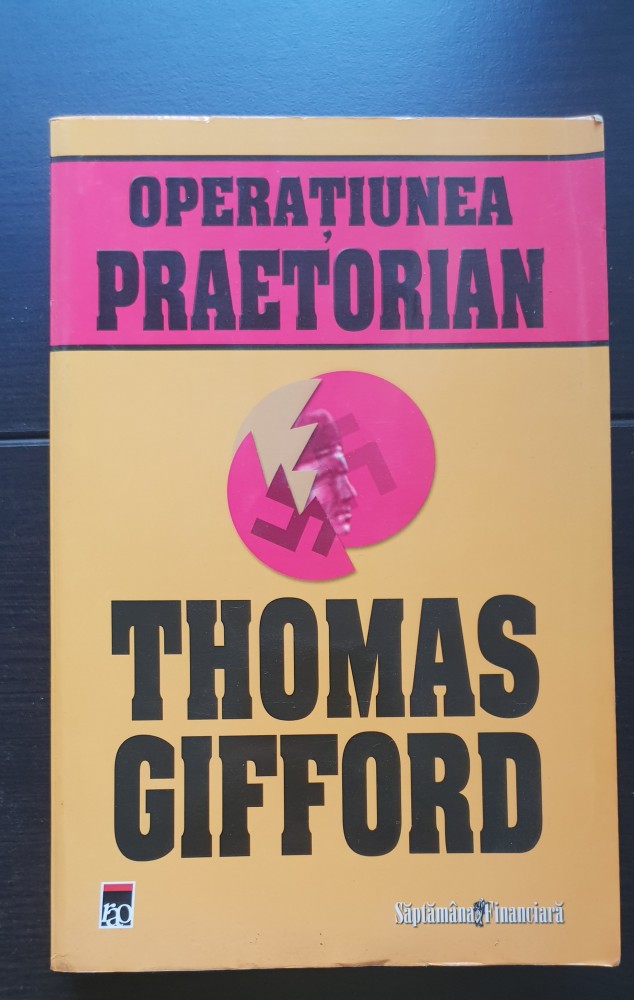 OPERAȚIUNEA
PRAETORIAN
THOMAS
GIFFORD
rao
Săptămâna Financiară